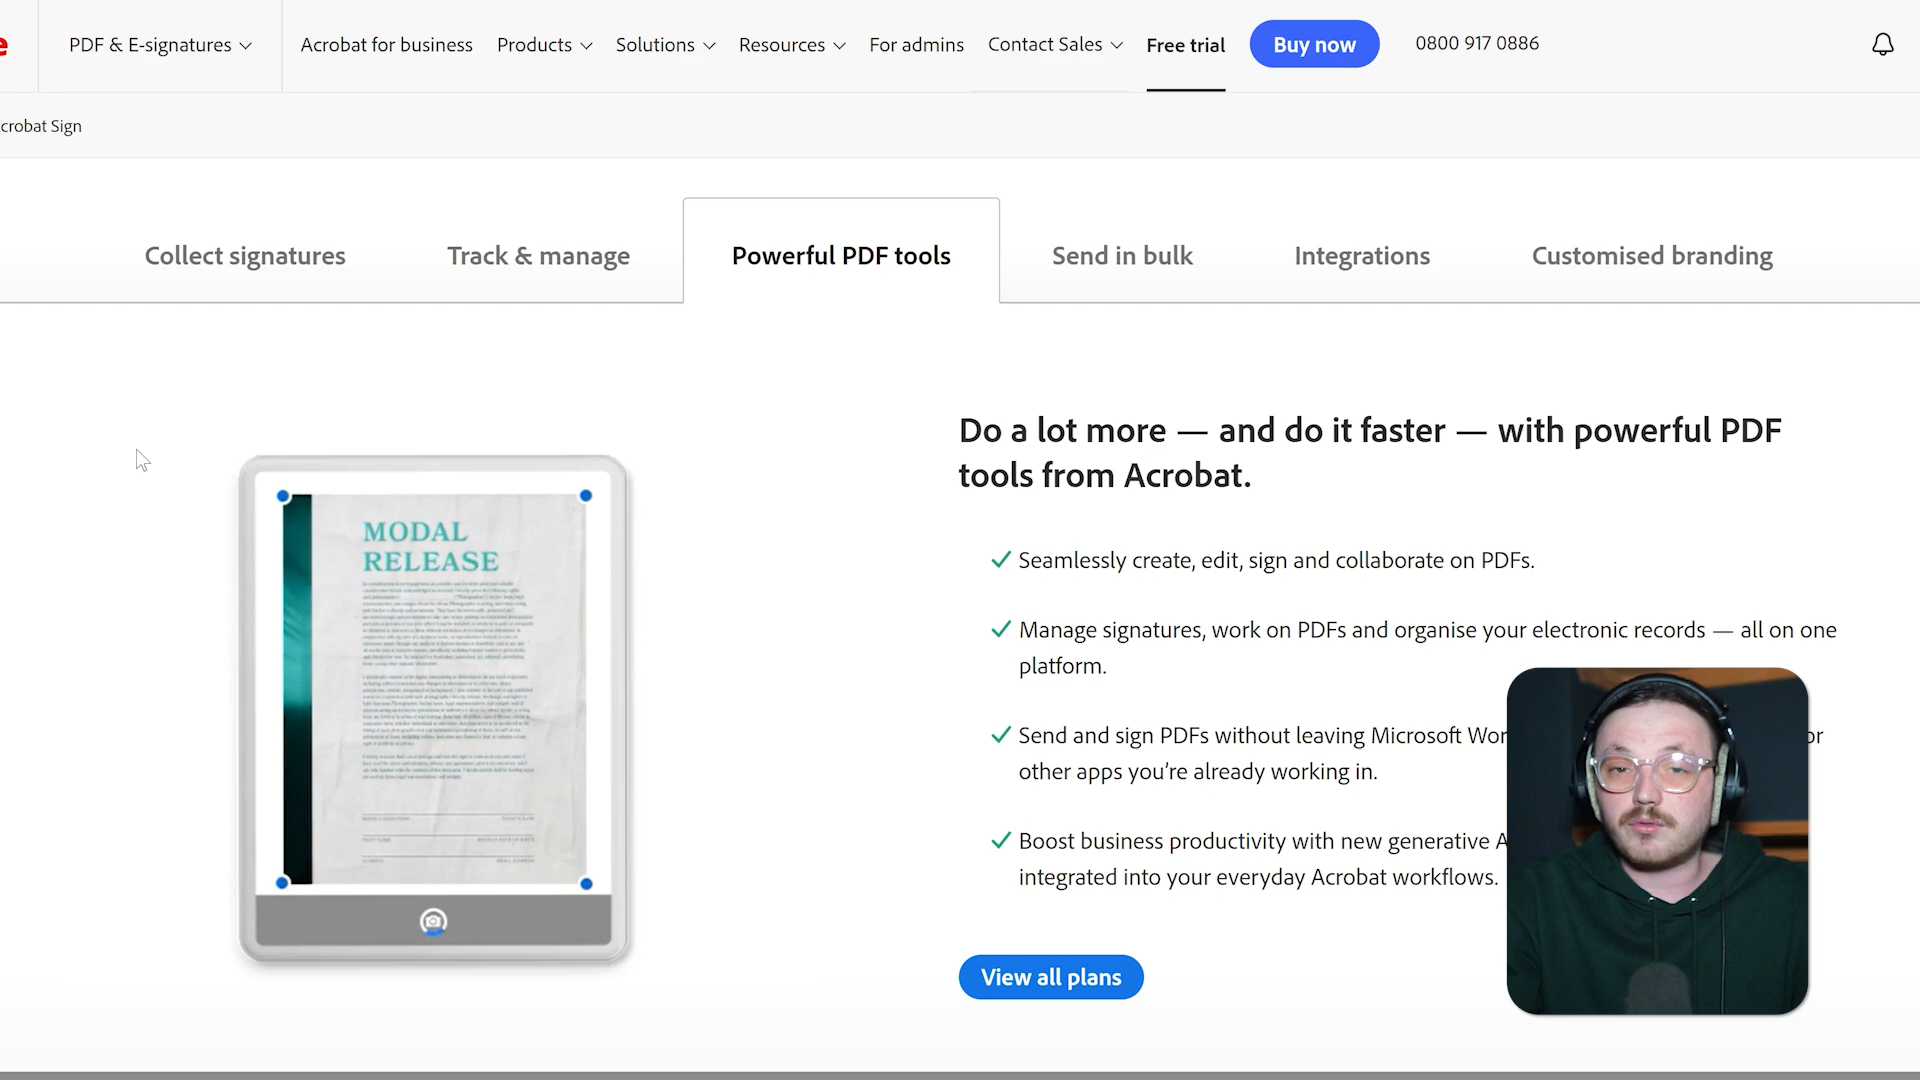 PDF & E-signatures
Acrobat for business
Products
Solutions
Resources
For admins
Contact Sales
Free trial
Buy now
0800 917 0886
crobat Sign
Collect signatures
Track & manage
Powerful PDF tools
Send in bulk
Integrations
Customised branding
MODAL
RELEASE
Do a lot more — and do it faster — with powerful PDF
tools from Acrobat.
Seamlessly create, edit, sign and collaborate on PDFs.
Manage signatures, work on PDFs and organise your electronic records — all on one
platform.
Send and sign PDFs without leaving Microsoft Wor or
other apps you’re already working in.
Boost business productivity with new generative A
integrated into your everyday Acrobat workflows.
View all plans